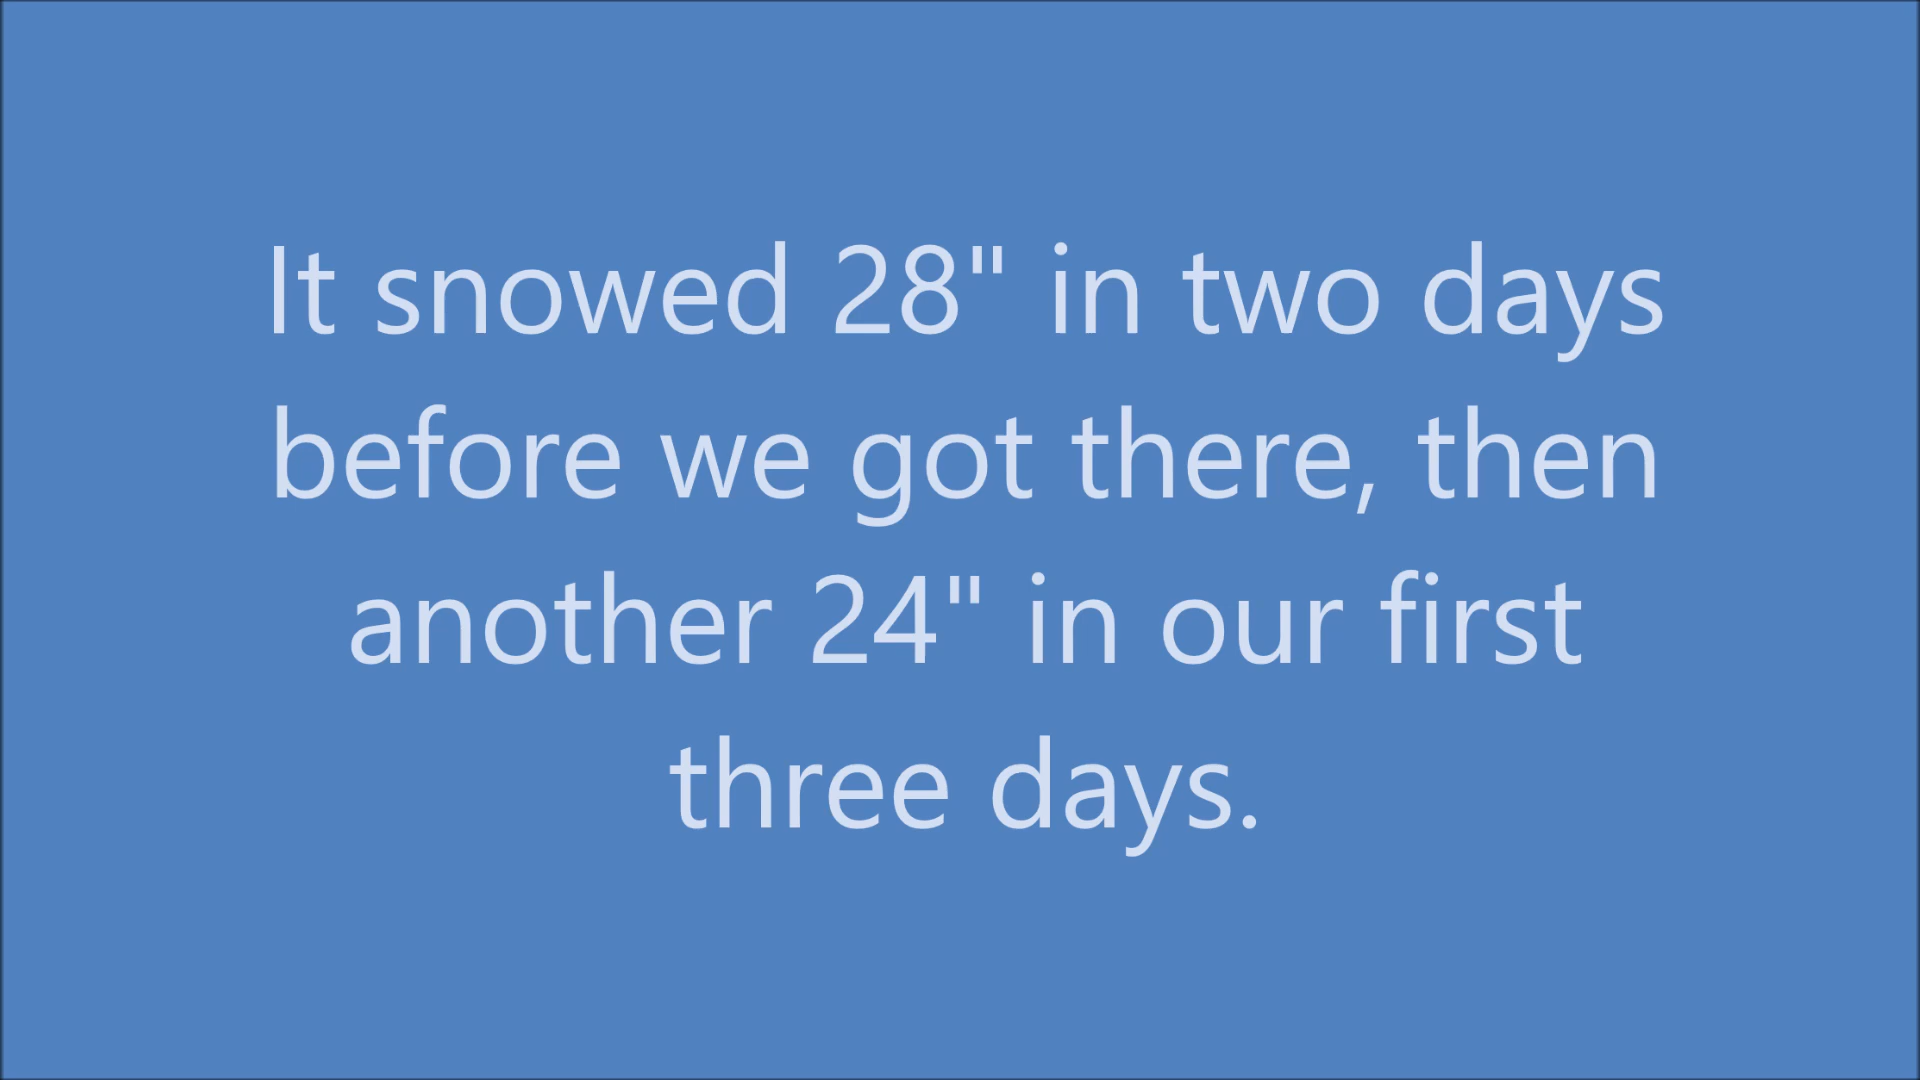 It snowed 28" in two days
before we got there, then
another 24" in our first
three days.